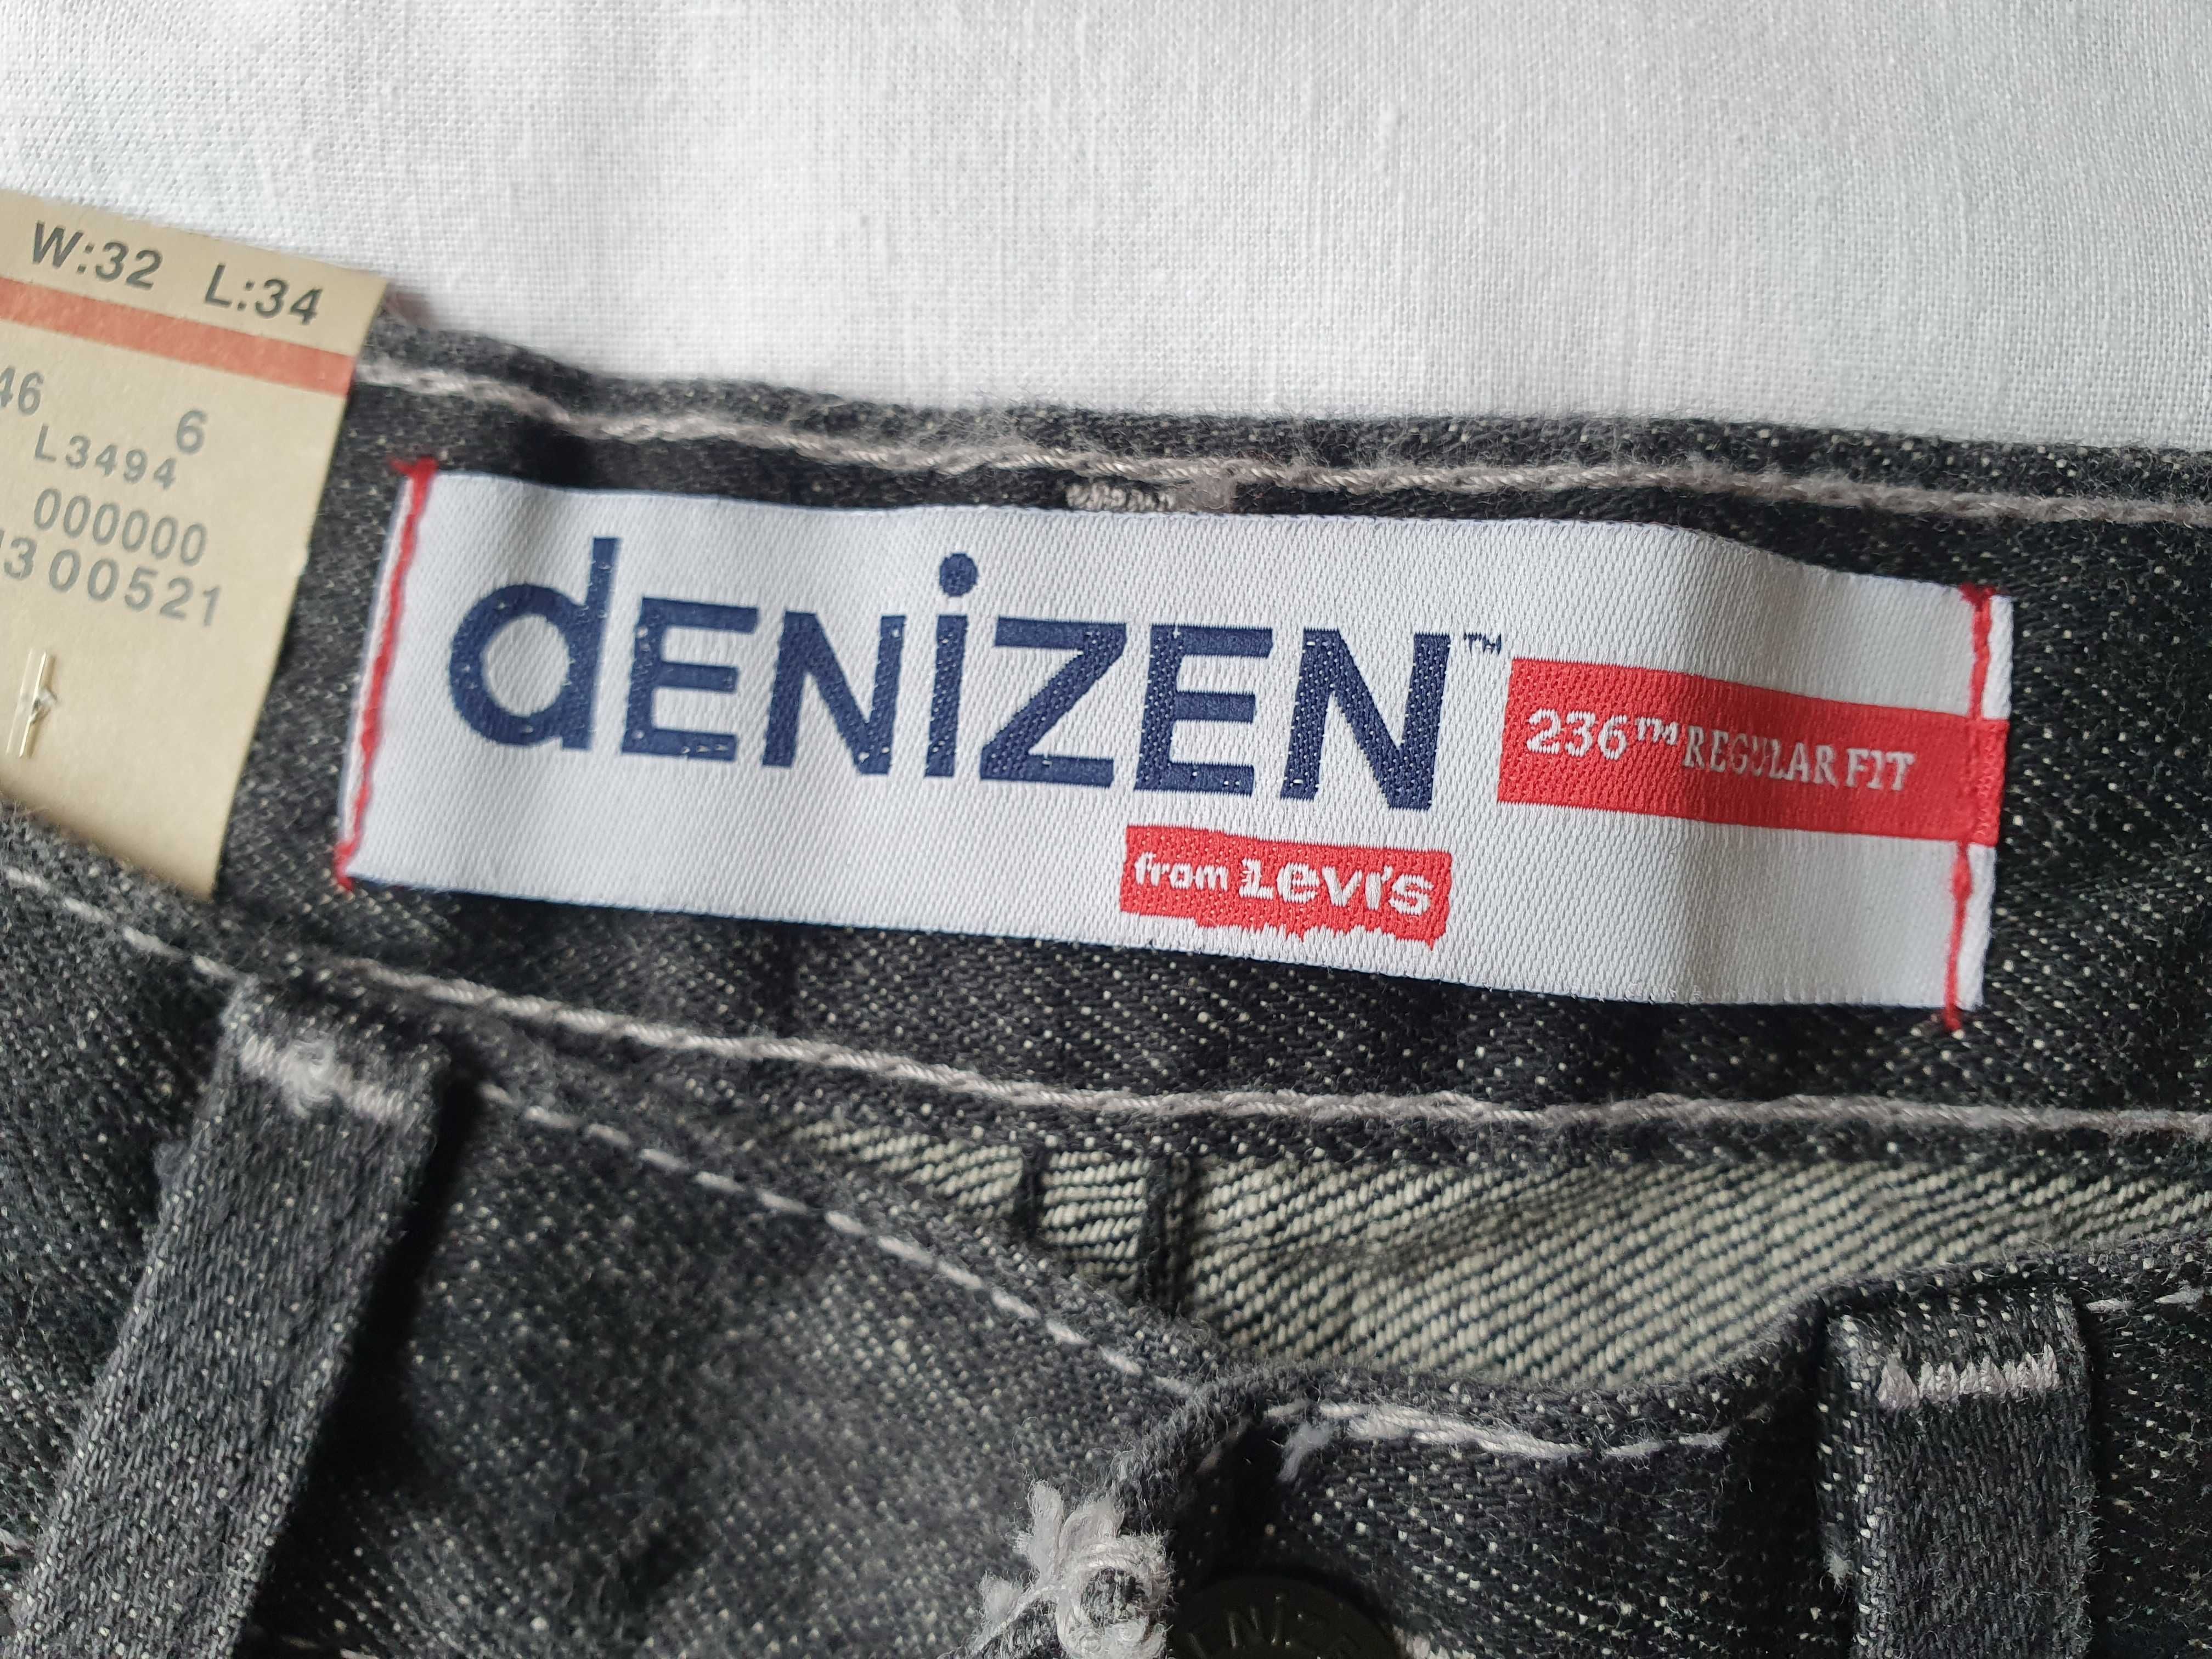 W:32 L:34
46 6
L3494
000000
300521
dENiZEN™
236™ REGULAR FIT
from Levi's